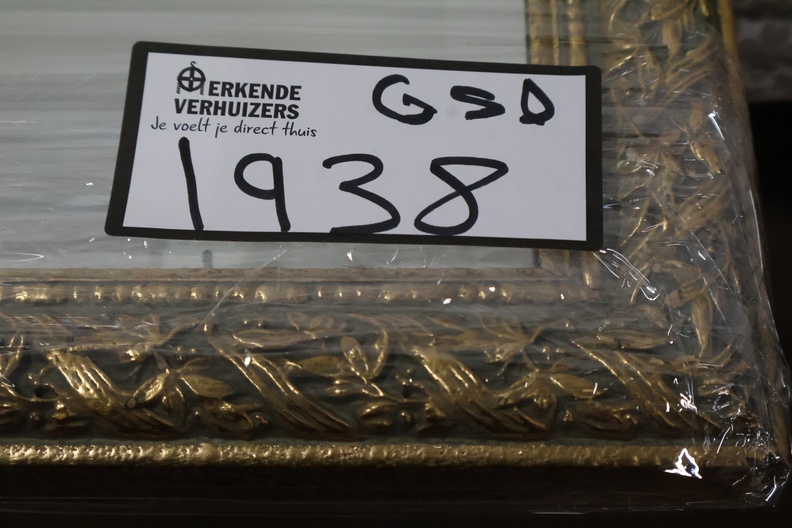 ERKENDE
VERHUIZERS
Je voelt je direct thuis
GSD
1938